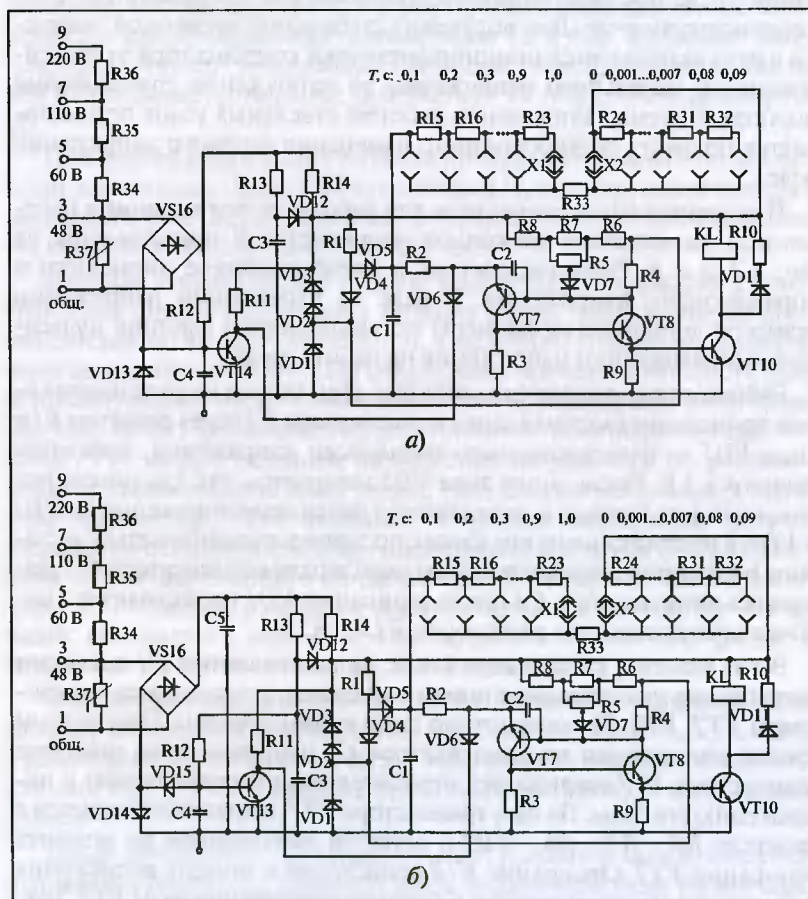 9
220 В
R36
7
110 В
R35
5
60 В
R34
3
48 В
VS16
R37
1
общ.
R12
R11
VD13
C4
VT14
R13
R14
VD12
C3
R1
VD5
VD3
VD4
VD2
VD1
R2
C1
VD6
C2
T, с: 0,1 0,2 0,3 0,9 1,0 0 0,001...0,007 0,08 0,09
R15
R16
R23
R24
R31
R32
X1
X2
R33
R8
R7
R6
R5
VD7
VT7
R3
R4
VT8
R9
KL
R10
VD11
VT10
а)
9
220 В
R36
7
110 В
R35
5
60 В
R34
3
48 В
VS16
R37
1
общ.
C5
R13
R14
VD12
R12
R11
VD15
VD14
C4
VT13
VD3
VD2
C3
VD1
R1
VD5
VD4
R2
C1
VD6
C2
T, с: 0,1 0,2 0,3 0,9 1,0 0 0,001...0,007 0,08 0,09
R15
R16
R23
R24
R31
R32
X1
X2
R33
R8
R7
R6
R5
VD7
VT7
R3
R4
VT8
R9
KL
R10
VD11
VT10
б)